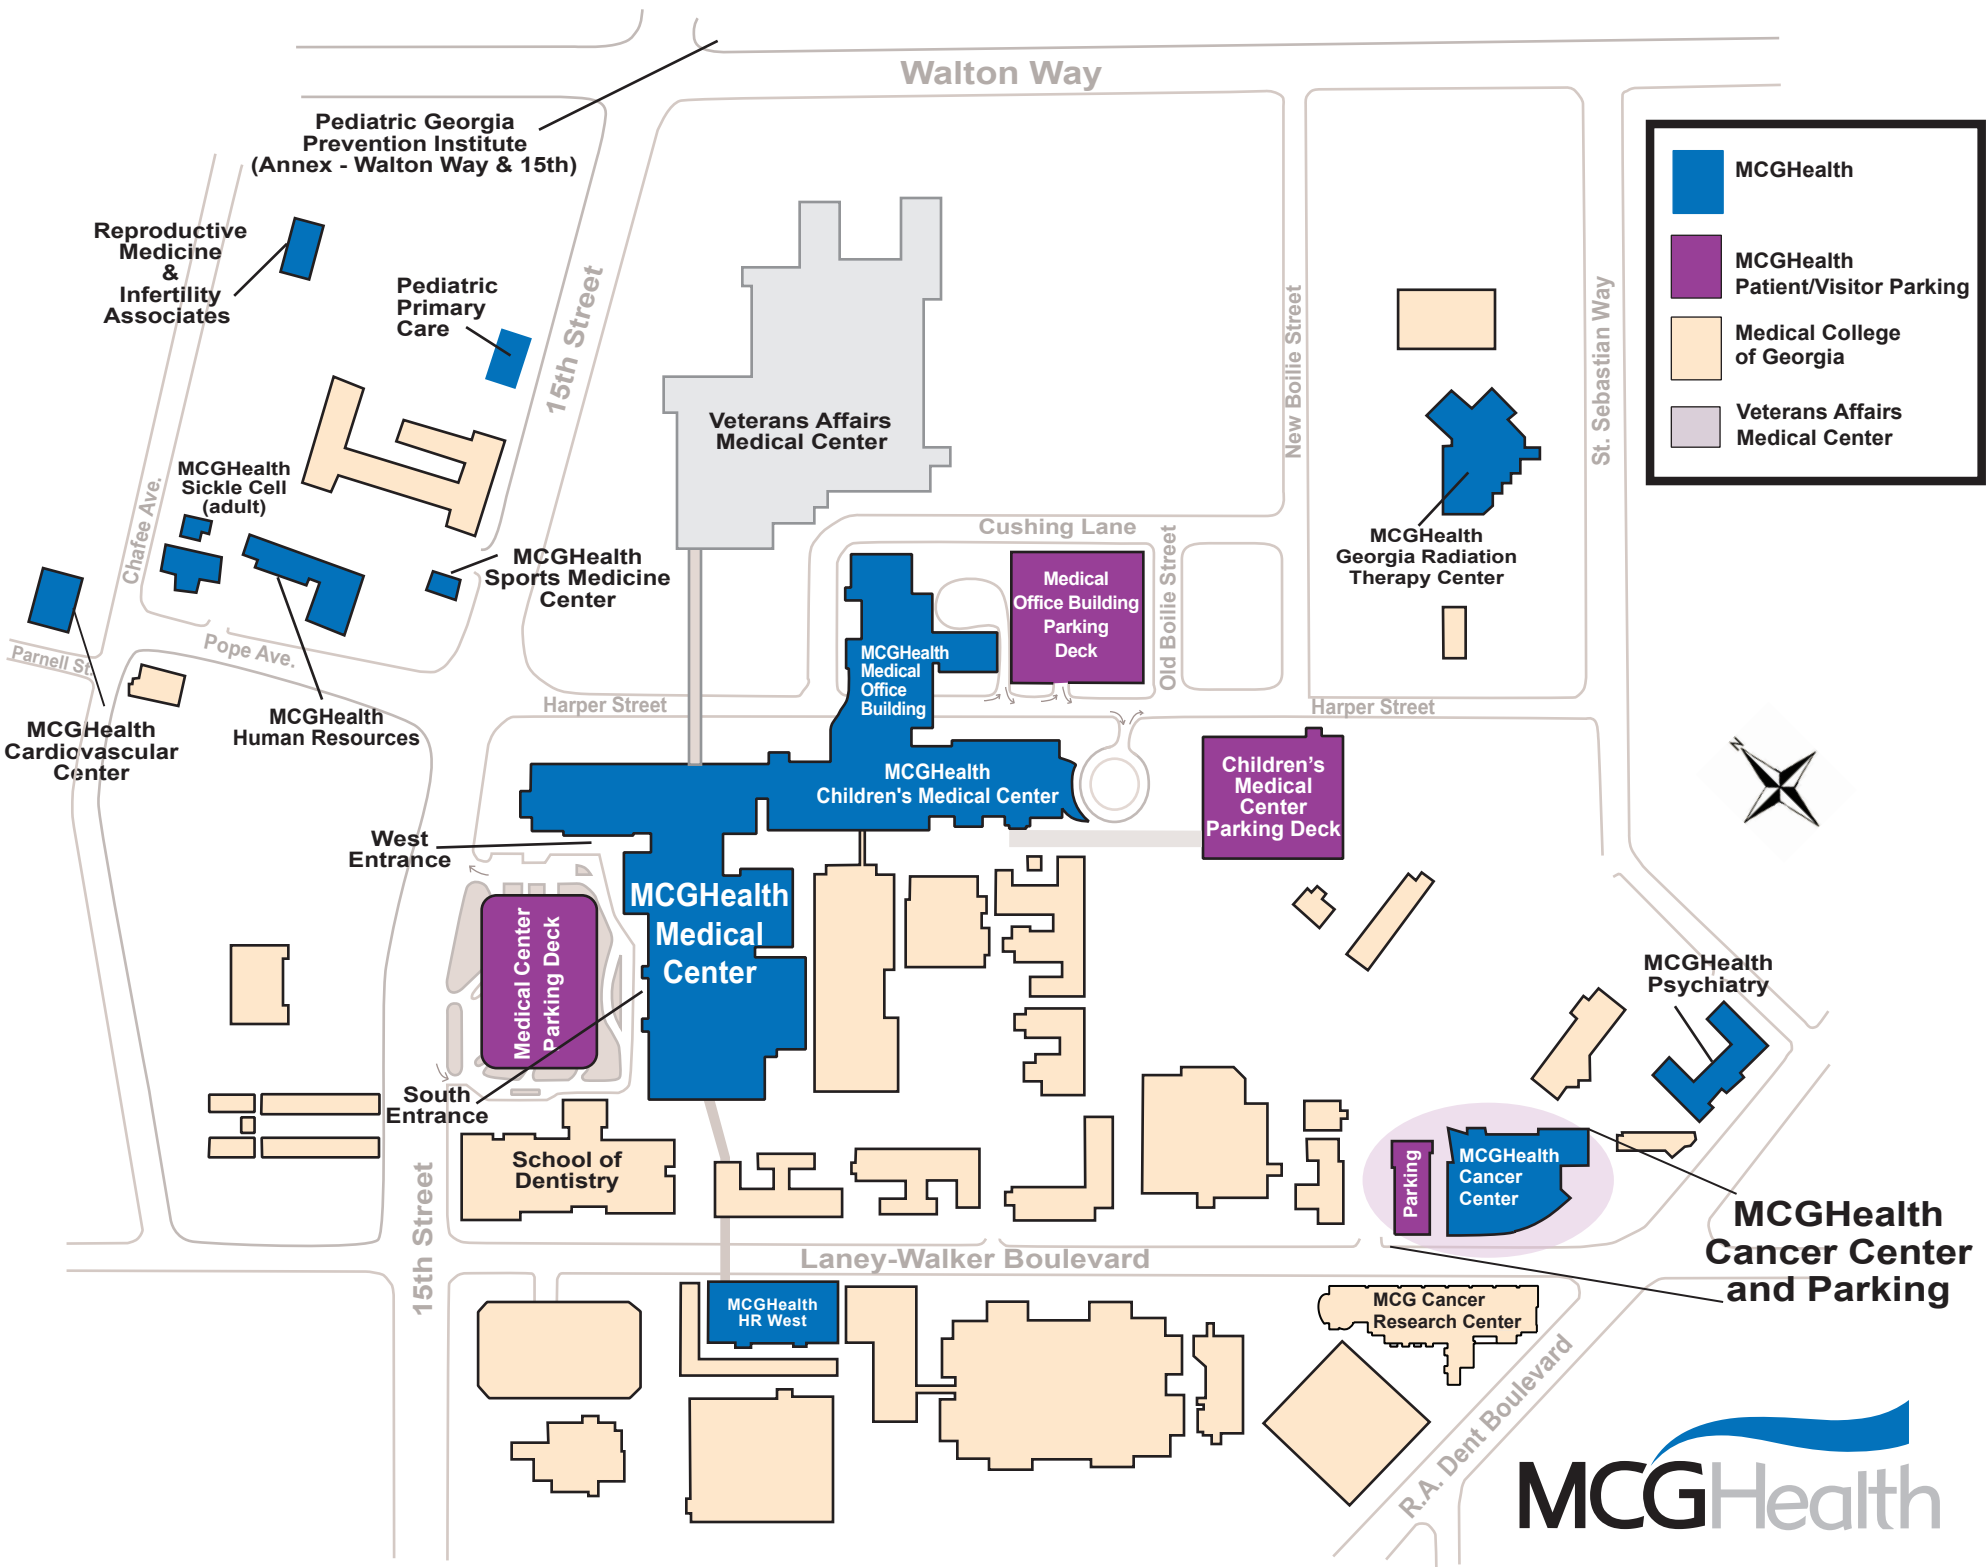 Walton Way
Pediatric Georgia
Prevention Institute
(Annex - Walton Way & 15th)
MCGHealth
MCGHealth
Patient/Visitor Parking
Medical College
of Georgia
Veterans Affairs
Medical Center
Reproductive
Medicine
&
Infertility
Associates
Pediatric
Primary
Care
15th Street
Veterans Affairs
Medical Center
New Boilie Street
St. Sebastian Way
MCGHealth
Sickle Cell
(adult)
Chafee Ave.
MCGHealth
Sports Medicine
Center
Cushing Lane
Old Boilie Street
MCGHealth
Georgia Radiation
Therapy Center
Medical
Office Building
Parking
Deck
Parnell St.
Pope Ave.
MCGHealth
Medical
Office
Building
Harper Street
Harper Street
MCGHealth
Cardiovascular
Center
MCGHealth
Human Resources
N
MCGHealth
Children's Medical Center
Children's
Medical
Center
Parking Deck
West
Entrance
MCGHealth
Medical
Center
Medical Center
Parking Deck
MCGHealth
Psychiatry
South
Entrance
School of
Dentistry
Parking
MCGHealth
Cancer
Center
MCGHealth
Cancer Center
and Parking
15th Street
Laney-Walker Boulevard
MCGHealth
HR West
MCG Cancer
Research Center
R.A. Dent Boulevard
MCGHealth